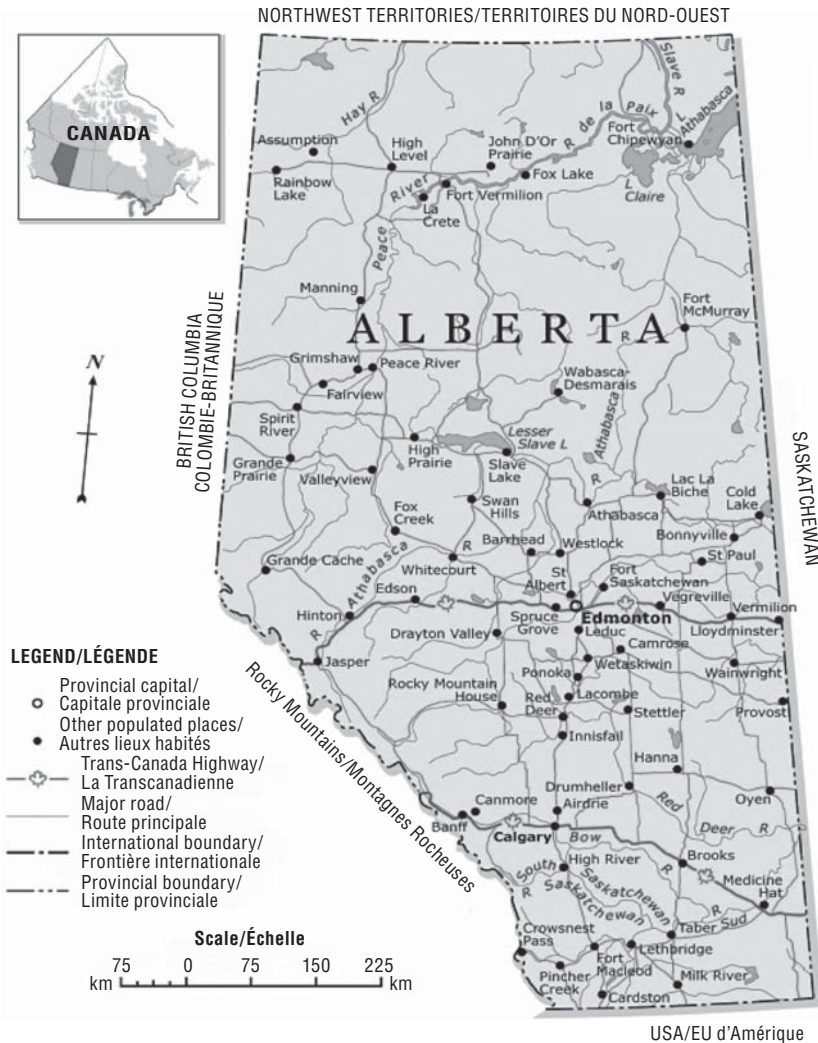 NORTHWEST TERRITORIES/TERRITOIRES DU NORD-OUEST
CANADA
Hay R
Slave R
R de la Paix
L Athabasca
Assumption
High
Level
John D'Or
Prairie
Fort
Chipewyan
Rainbow
Lake
Peace River
Fox Lake
Fort Vermilion
La
Crete
L
Claire
Manning
Fort
McMurray
ALBERTA
BRITISH COLUMBIA
COLOMBIE-BRITANNIQUE
N
Grimshaw
Peace River
Fairview
Wabasca-
Desmarais
Athabasca R
Spirit
River
Lesser
Slave L
High
Prairie
Slave
Lake
Grande
Prairie
Valleyview
SASKATCHEWAN
Lac La
Biche
Cold
Lake
Swan
Hills
R
Athabasca
Fox
Creek
Bonnyville
Barrhead
Westlock
St Paul
Grande Cache
Athabasca R
Whitecourt
St
Albert
Fort
Saskatchewan
Edson
Vegreville
Vermilion
Hinton
Spruce
Grove
Edmonton
Lloydminster
R
Drayton Valley
Leduc
Camrose
Jasper
Wetaskiwin
Wainwright
Ponoka
Rocky Mountain
House
Lacombe
Red
Deer
Stettler
Provost
Innisfail
Rocky Mountains/Montagnes Rocheuses
Hanna
Drumheller
Oyen
Canmore
Airdrie
Red Deer R
Banff
Calgary
Bow R
High River
Brooks
Medicine
Hat
South Saskatchewan
R Saskatchewan Sud
R
Crowsnest
Pass
Taber
Fort
Macleod
Lethbridge
Pincher
Creek
Milk River
Cardston
USA/EU d'Amérique
LEGEND/LÉGENDE
Provincial capital/
Capitale provinciale
Other populated places/
Autres lieux habités
Trans-Canada Highway/
La Transcanadienne
Major road/
Route principale
International boundary/
Frontière internationale
Provincial boundary/
Limite provinciale
Scale/Échelle
75 0 75 150 225
km km